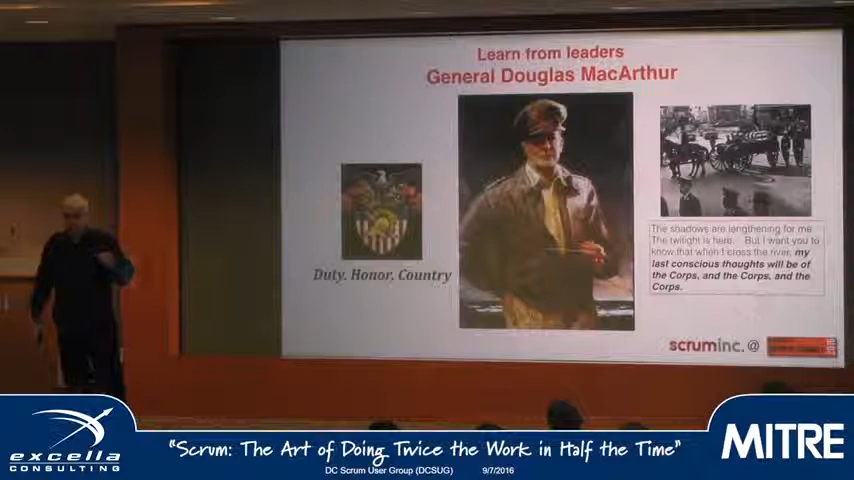 Learn from leaders
General Douglas MacArthur
Duty. Honor, Country
The shadows are lengthening for me
The twilight is here. But I want you to
know that when I cross the river, my
last conscious thoughts will be of
the Corps, and the Corps, and the
Corps.
scruminc. @
excella
CONSULTING
"Scrum: The Art of Doing Twice the Work in Half the Time"
DC Scrum User Group (DCSUG) 9/7/2016
MITRE